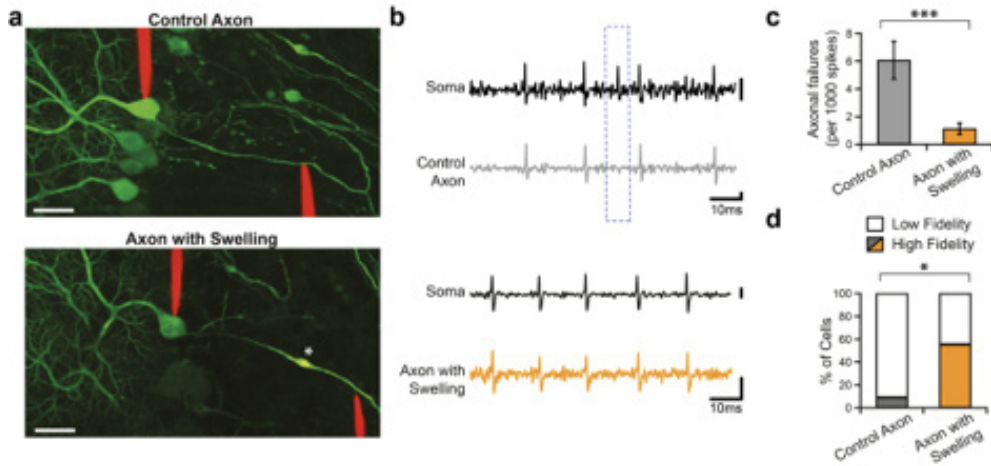 a
Control Axon
Axon with Swelling
*
b
Soma
Control
Axon
10ms
Soma
Axon with
Swelling
10ms
c
***
Axonal failures
(per 1000 spikes)
8
6
4
2
0
Control Axon
Axon with
Swelling
d
Low Fidelity
High Fidelity
*
% of Cells
100
80
60
40
20
0
Control Axon
Axon with
Swelling